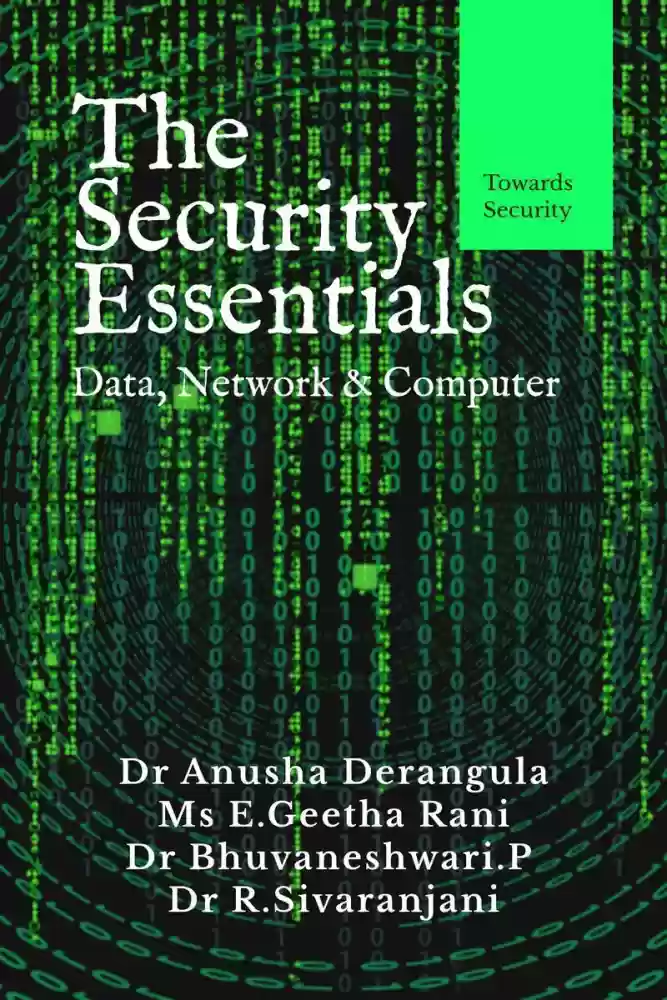 The
Security
Essentials
Data, Network & Computer
Towards
Security
Dr Anusha Derangula
Ms E.Geetha Rani
Dr Bhuvaneshwari.P
Dr R.Sivaranjani